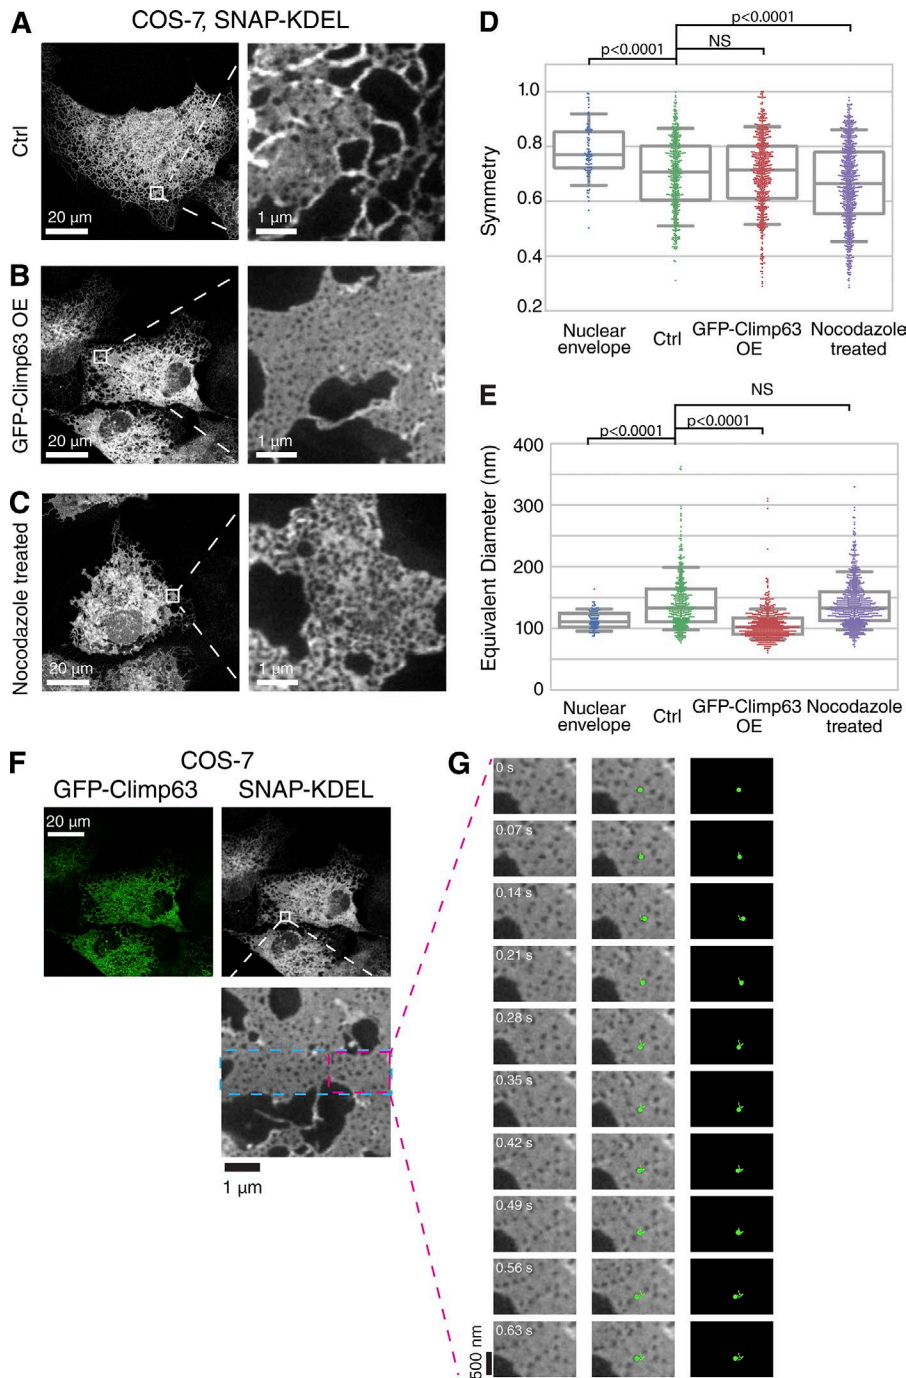 A
COS-7, SNAP-KDEL
Ctrl
20 µm
1 µm
B
GFP-Climp63 OE
20 µm
1 µm
C
Nocodazole treated
20 µm
1 µm
D
p<0.0001
NS
p<0.0001
Symmetry
1.0
0.8
0.6
0.4
0.2
Nuclear
envelope
Ctrl
GFP-Climp63
OE
Nocodazole
treated
E
NS
p<0.0001
p<0.0001
Equivalent Diameter (nm)
400
300
200
100
0
Nuclear
envelope
Ctrl
GFP-Climp63
OE
Nocodazole
treated
F
COS-7
GFP-Climp63
SNAP-KDEL
20 µm
1 µm
G
0 s
0.07 s
0.14 s
0.21 s
0.28 s
0.35 s
0.42 s
0.49 s
0.56 s
0.63 s
500 nm